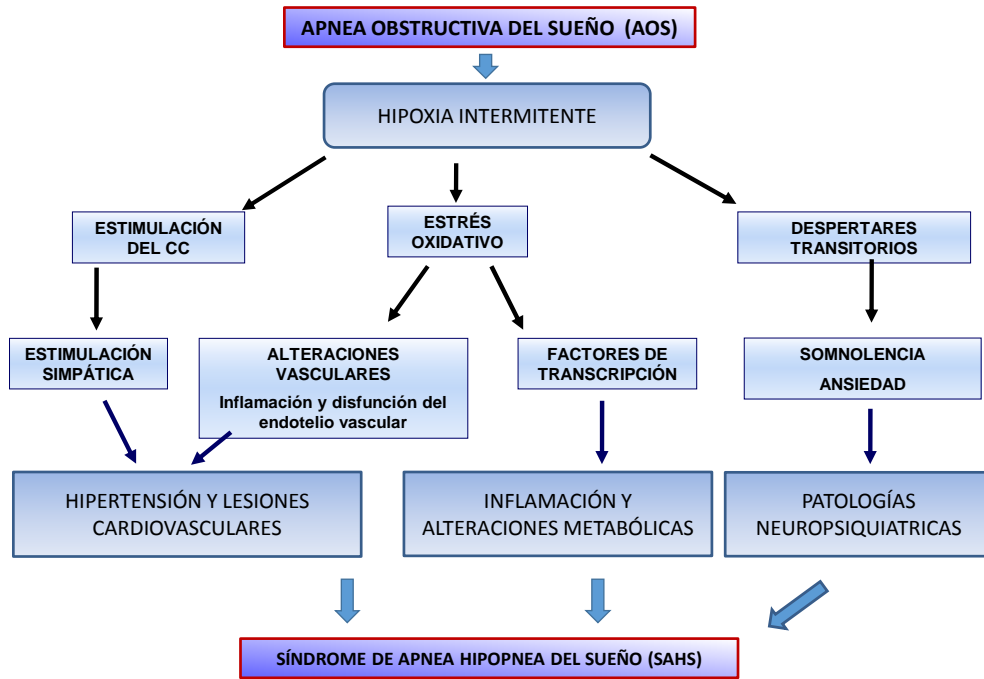 APNEA OBSTRUCTIVA DEL SUEÑO (AOS)
HIPOXIA INTERMITENTE
ESTIMULACIÓN
DEL CC
ESTRÉS
OXIDATIVO
DESPERTARES
TRANSITORIOS
ESTIMULACIÓN
SIMPÁTICA
ALTERACIONES
VASCULARES
Inflamación y disfunción del
endotelio vascular
FACTORES DE
TRANSCRIPCIÓN
SOMNOLENCIA
ANSIEDAD
HIPERTENSIÓN Y LESIONES
CARDIOVASCULARES
INFLAMACIÓN Y
ALTERACIONES METABÓLICAS
PATOLOGÍAS
NEUROPSIQUIATRICAS
SÍNDROME DE APNEA HIPOPNEA DEL SUEÑO (SAHS)